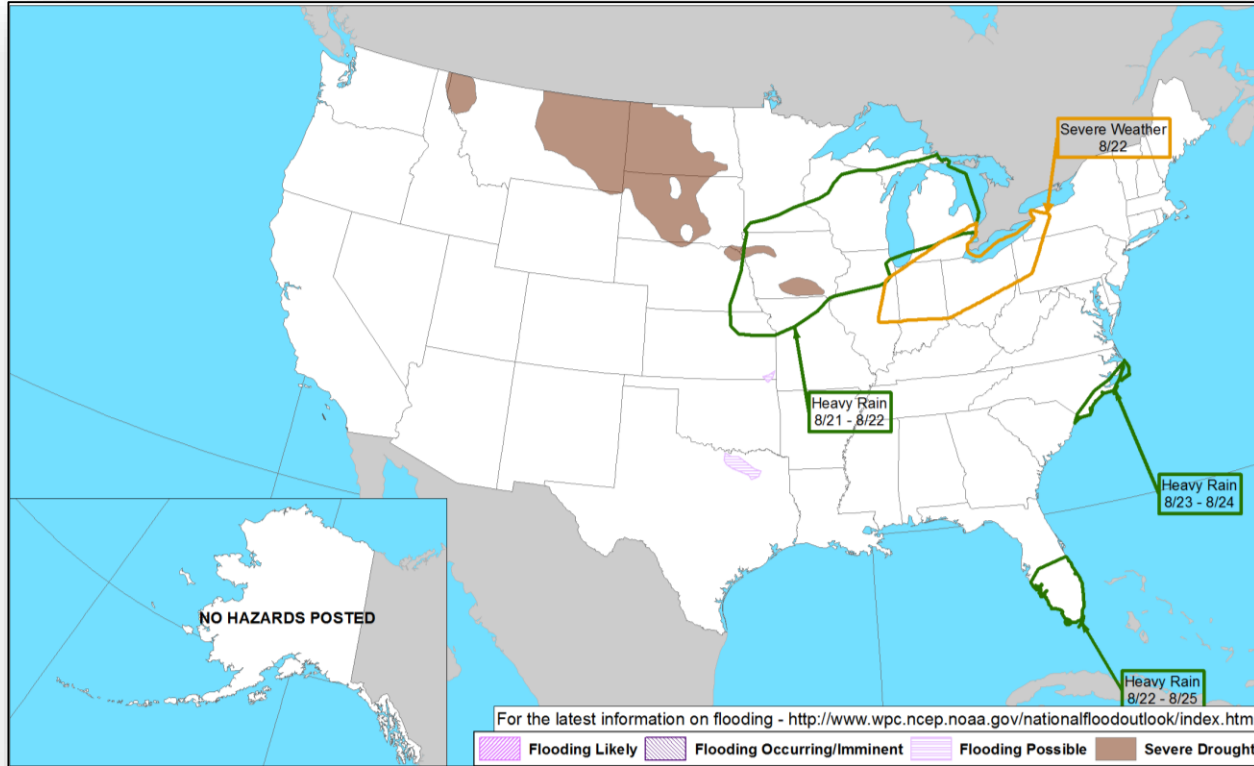 Severe Weather
8/22
Heavy Rain
8/21 - 8/22
Heavy Rain
8/23 - 8/24
NO HAZARDS POSTED
Heavy Rain
8/22 - 8/25
For the latest information on flooding - http://www.wpc.ncep.noaa.gov/nationalfloodoutlook/index.htm
Flooding Likely
Flooding Occurring/Imminent
Flooding Possible
Severe Drought